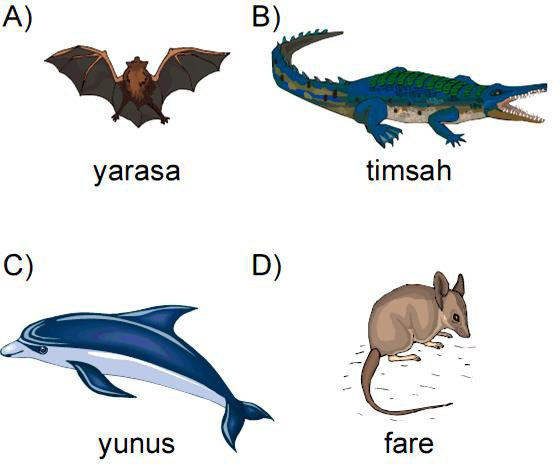 A)
B)
yarasa
timsah
C)
D)
yunus
fare